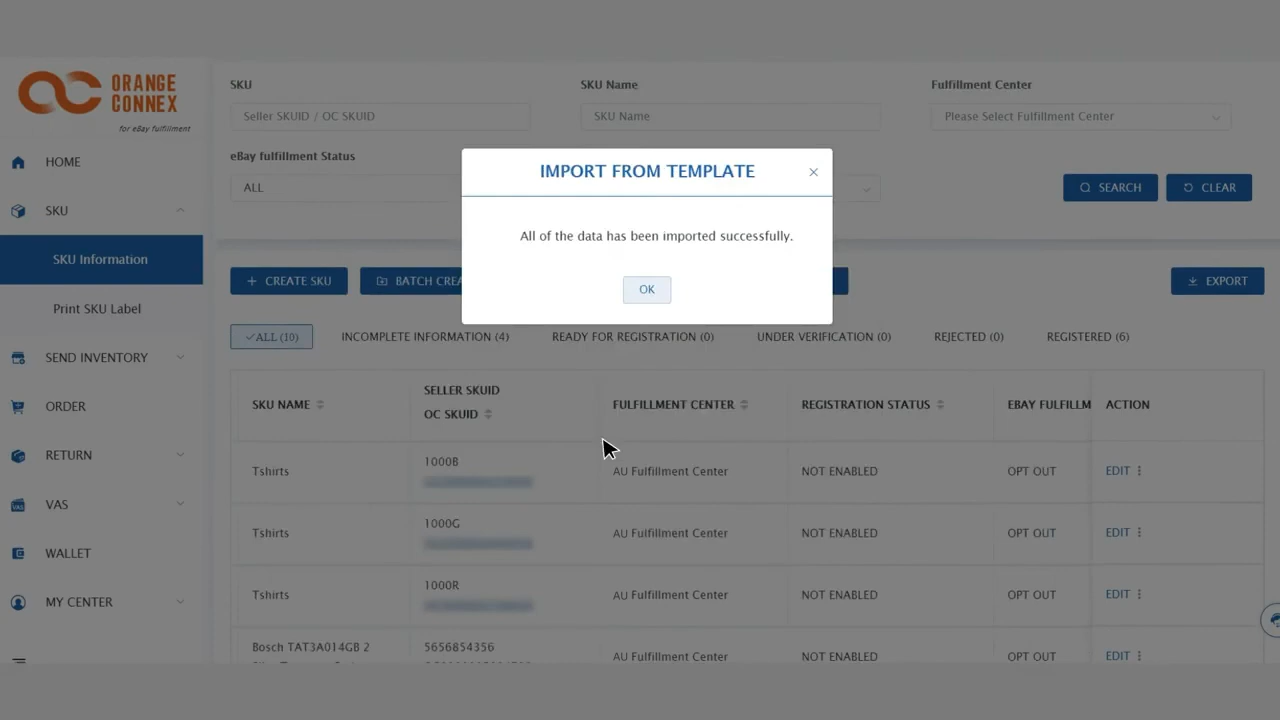 ORANGE
CONNEX
for eBay fulfillment
HOME
SKU
SKU Information
Print SKU Label
SEND INVENTORY
ORDER
RETURN
VAS
WALLET
MY CENTER
SKU
SKU Name
Fulfillment Center
Seller SKUID / OC SKUID
SKU Name
Please Select Fulfillment Center
eBay fulfillment Status
ALL
SEARCH
CLEAR
IMPORT FROM TEMPLATE
All of the data has been imported successfully.
OK
CREATE SKU
BATCH CREA
EXPORT
ALL (10)
INCOMPLETE INFORMATION (4)
READY FOR REGISTRATION (0)
UNDER VERIFICATION (0)
REJECTED (0)
REGISTERED (6)
SKU NAME
SELLER SKUID
OC SKUID
FULFILLMENT CENTER
REGISTRATION STATUS
EBAY FULFILLM
ACTION
Tshirts
1000B
AU Fulfillment Center
NOT ENABLED
OPT OUT
EDIT
Tshirts
1000G
AU Fulfillment Center
NOT ENABLED
OPT OUT
EDIT
Tshirts
1000R
AU Fulfillment Center
NOT ENABLED
OPT OUT
EDIT
Bosch TAT3A014GB 2
5656854356
AU Fulfillment Center
NOT ENABLED
OPT OUT
EDIT